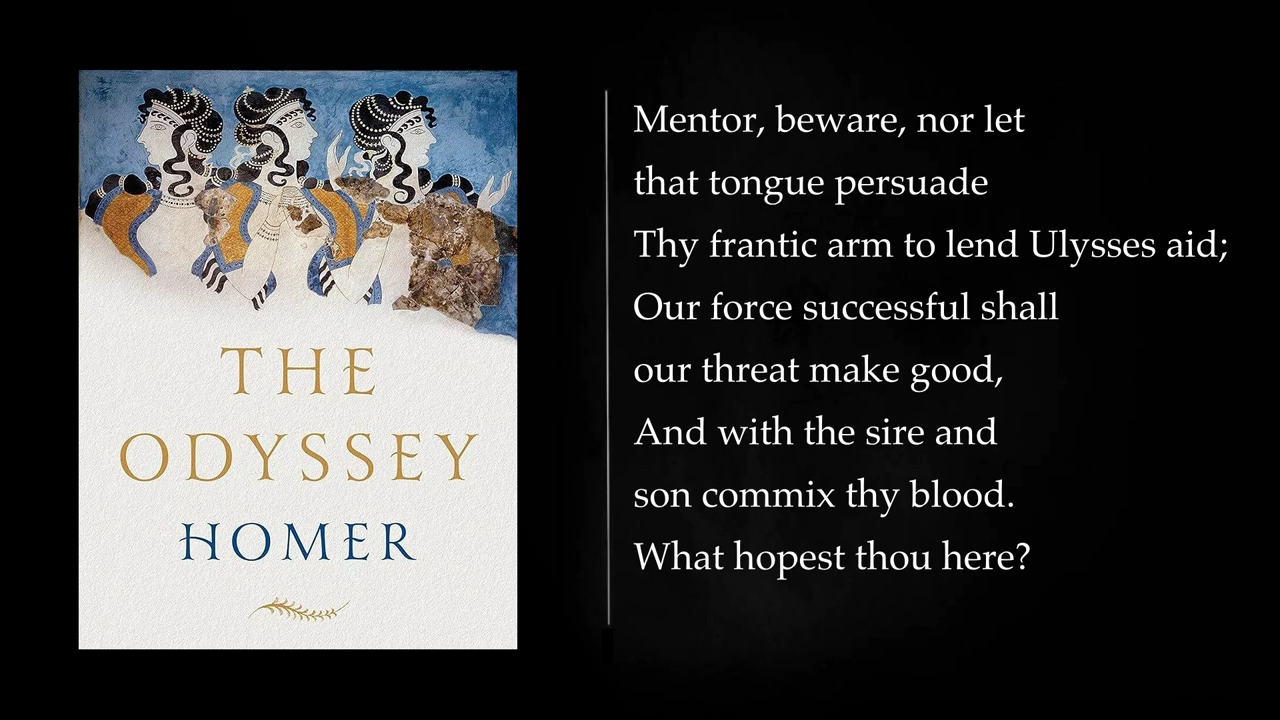 THE
ODYSSEY
HOMER
Mentor, beware, nor let
that tongue persuade
Thy frantic arm to lend Ulysses aid;
Our force successful shall
our threat make good,
And with the sire and
son commix thy blood.
What hopest thou here?